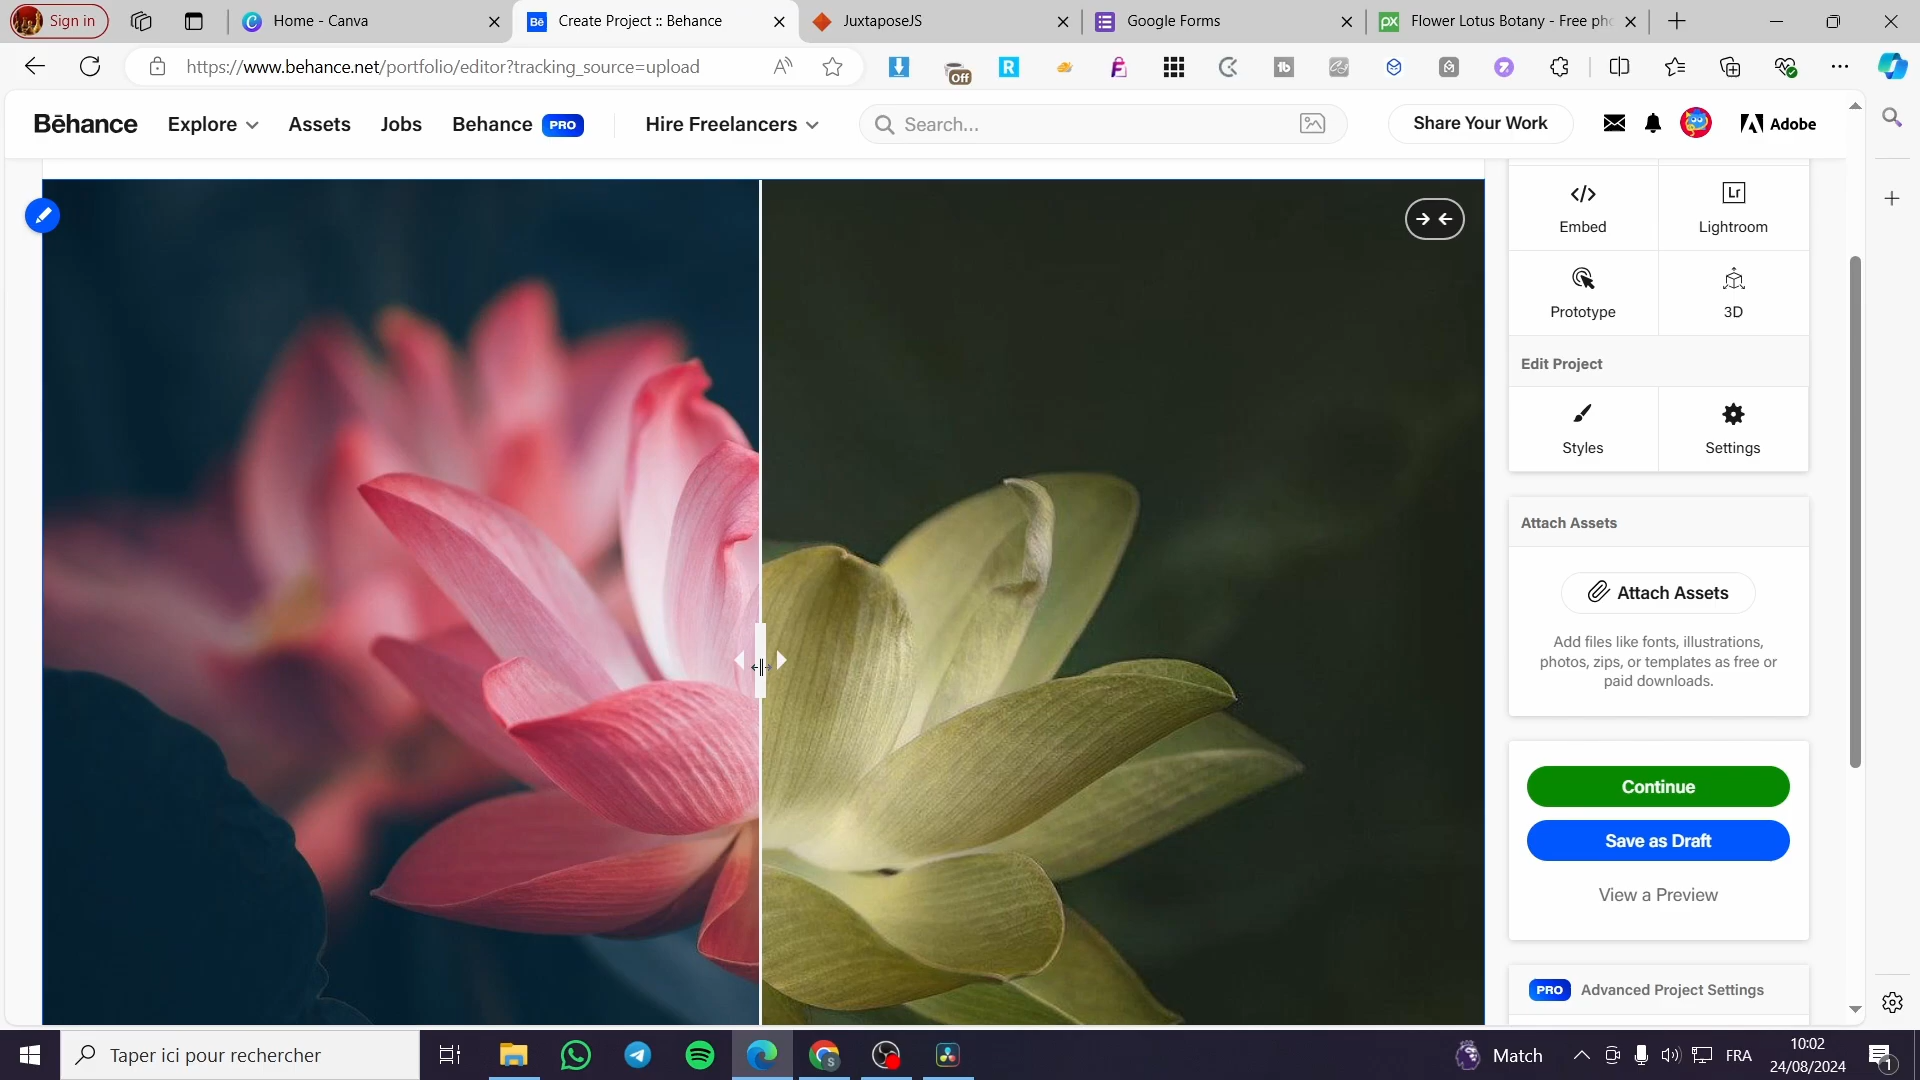 Sign in
Home - Canva
Create Project :: Behance
JuxtaposeJS
Google Forms
Flower Lotus Botany - Free pho
https://www.behance.net/portfolio/editor?tracking_source=upload
Off
Bēhance
Explore
Assets
Jobs
Behance PRO
Hire Freelancers
Search...
Share Your Work
Adobe
Embed
Lr
Lightroom
Prototype
3D
Edit Project
Styles
Settings
Attach Assets
Attach Assets
Add files like fonts, illustrations,
photos, zips, or templates as free or
paid downloads.
Continue
Save as Draft
View a Preview
PRO Advanced Project Settings
Taper ici pour rechercher
Match
FRA
10:02
24/08/2024
1